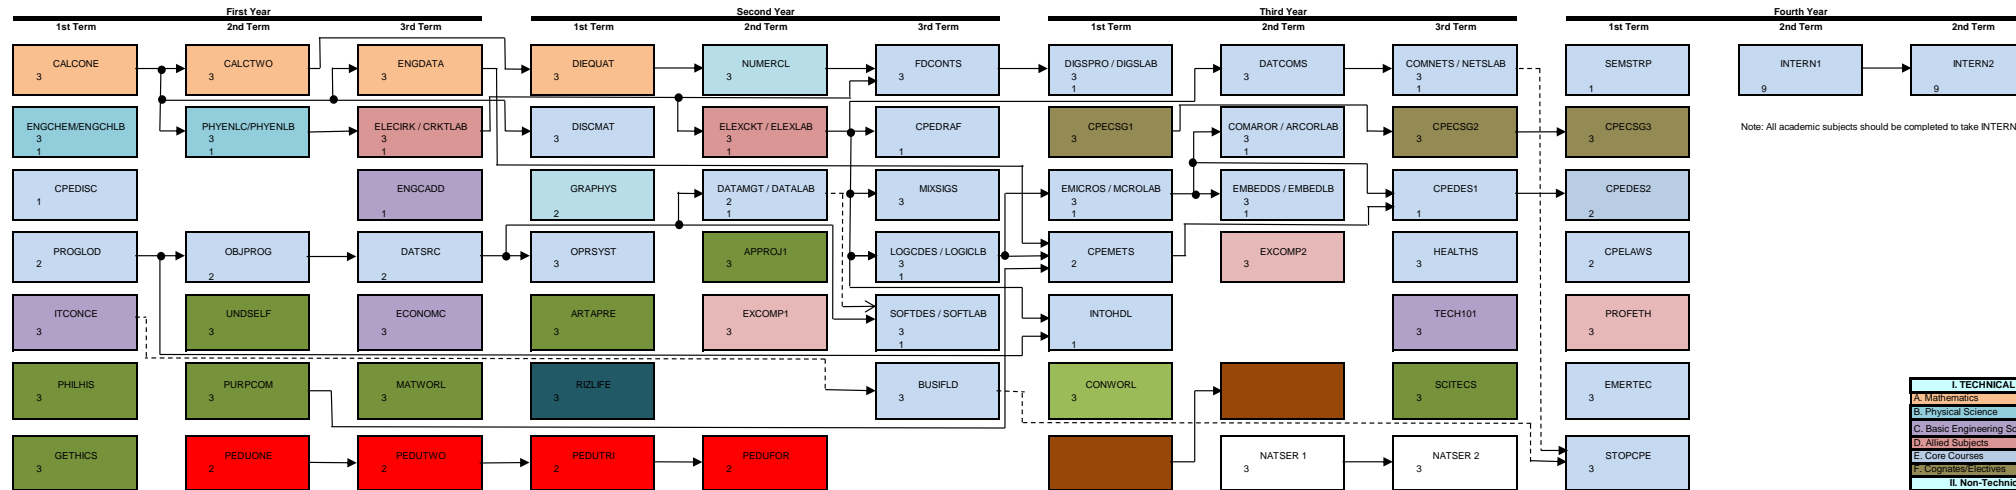 First Year
Second Year
Third Year
Fourth Year
1st Term
2nd Term
3rd Term
1st Term
2nd Term
3rd Term
1st Term
2nd Term
3rd Term
1st Term
2nd Term
2nd Term
CALCONE
3
CALCTWO
3
ENGDATA
3
DIEQUAT
3
NUMERCL
3
FDCONTS
3
DIGSPRO / DIGSLAB
3
1
DATCOMS
3
COMNETS / NETSLAB
3
1
SEMSTRP
1
INTERN1
9
INTERN2
9
ENGCHEM/ENGCHLB
3
1
PHYENLC/PHYENLB
3
1
ELECIRK / CRKTLAB
3
1
DISCMAT
3
ELEXCKT / ELEXLAB
3
1
CPEDRAF
1
CPECSG1
3
COMAROR / ARCORLAB
3
1
CPECSG2
3
CPECSG3
3
Note: All academic subjects should be completed to take INTERN
CPEDISC
1
ENGCADD
1
GRAPHYS
2
DATAMGT / DATALAB
2
1
MIXSIGS
3
EMICROS / MCROLAB
3
1
EMBEDDS / EMBEDLB
3
1
CPEDES1
1
CPEDES2
2
PROGLOD
2
OBJPROG
2
DATSRC
2
OPRSYST
3
APPROJ1
3
LOGCDES / LOGICLB
3
1
CPEMETS
2
EXCOMP2
3
HEALTHS
3
CPELAWS
2
ITCONCE
3
UNDSELF
3
ECONOMC
3
ARTAPRE
3
EXCOMP1
3
SOFTDES / SOFTLAB
3
1
INTOHDL
1
TECH101
3
PROFETH
3
PHILHIS
3
PURPCOM
3
MATWORL
3
RIZLIFE
3
BUSIFLD
3
CONWORL
3
SCITECS
3
EMERTEC
3
GETHICS
3
PEDUONE
2
PEDUTWO
2
PEDUTRI
2
PEDUFOR
2
NATSER 1
3
NATSER 2
3
STOPCPE
3
I. TECHNICAL
A. Mathematics
B. Physical Science
C. Basic Engineering Sc
D. Allied Subjects
E. Core Courses
F. Cognates/Electives
II. Non-Technic